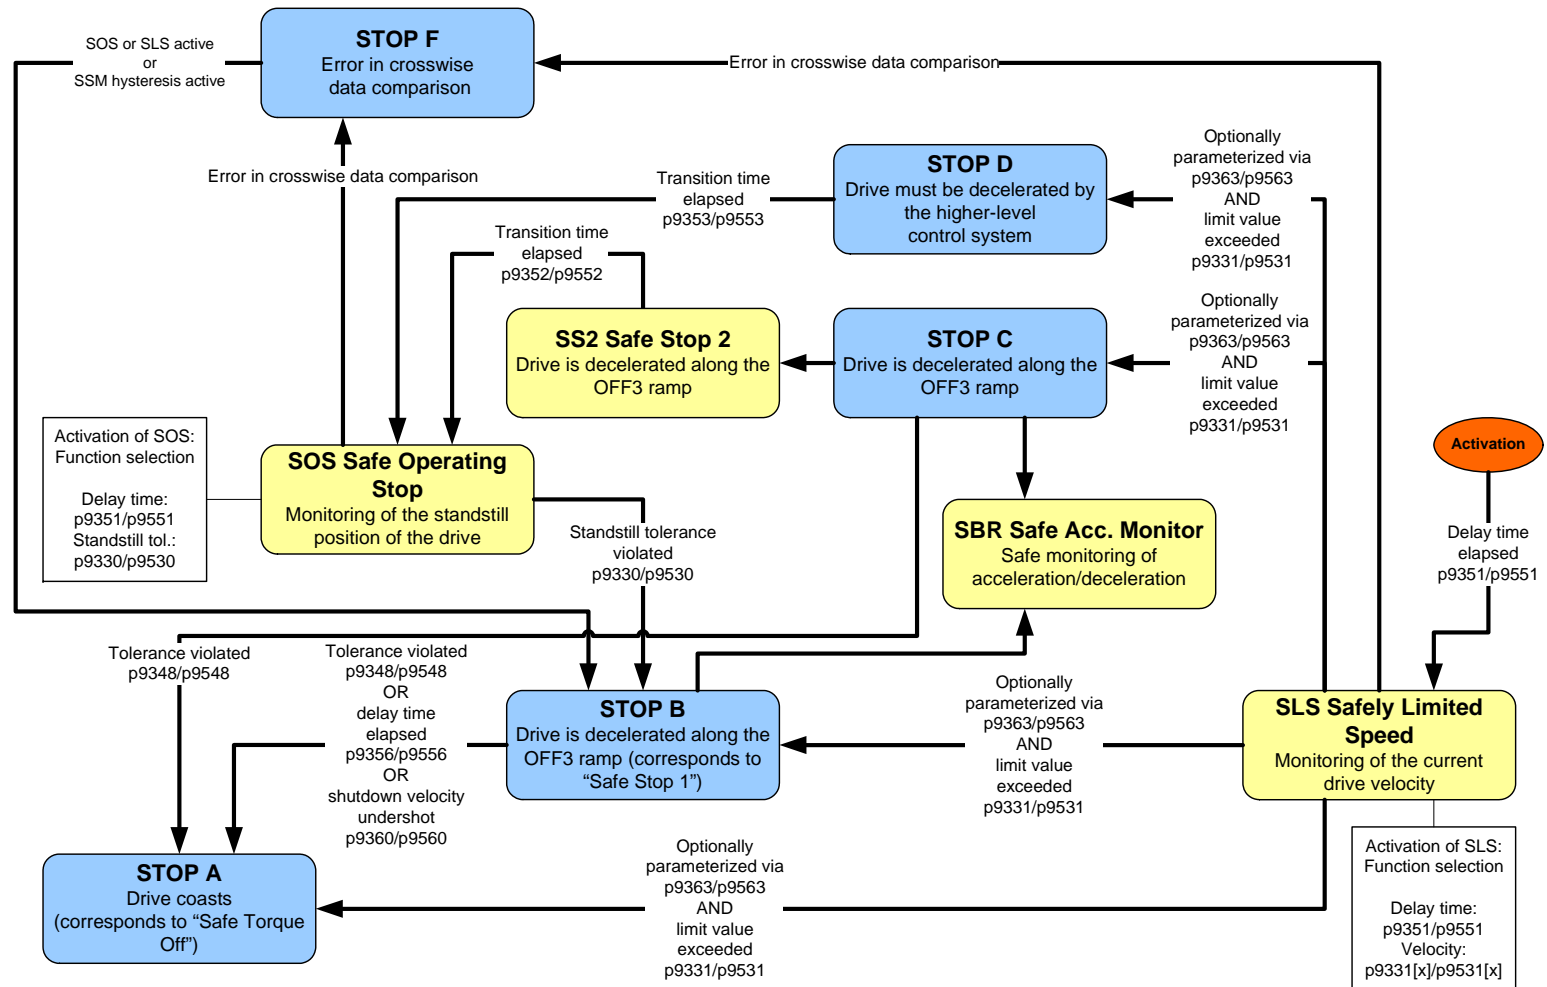 STOP F
Error in crosswise
data comparison
SOS or SLS active
or
SSM hysteresis active
Error in crosswise data comparison
Error in crosswise data comparison
STOP D
Drive must be decelerated by
the higher-level
control system
Optionally
parameterized via
p9363/p9563
AND
limit value
exceeded
p9331/p9531
Transition time
elapsed
p9353/p9553
Transition time
elapsed
p9352/p9552
SS2 Safe Stop 2
Drive is decelerated along the
OFF3 ramp
STOP C
Drive is decelerated along the
OFF3 ramp
Optionally
parameterized via
p9363/p9563
AND
limit value
exceeded
p9331/p9531
Activation of SOS:
Function selection
Delay time:
p9351/p9551
Standstill tol.:
p9330/p9530
SOS Safe Operating
Stop
Monitoring of the standstill
position of the drive
Standstill tolerance
violated
p9330/p9530
SBR Safe Acc. Monitor
Safe monitoring of
acceleration/deceleration
Activation
Delay time
elapsed
p9351/p9551
Tolerance violated
p9348/p9548
Tolerance violated
p9348/p9548
OR
delay time
elapsed
p9356/p9556
OR
shutdown velocity
undershot
p9360/p9560
STOP B
Drive is decelerated along the
OFF3 ramp (corresponds to
“Safe Stop 1”)
Optionally
parameterized via
p9363/p9563
AND
limit value
exceeded
p9331/p9531
SLS Safely Limited
Speed
Monitoring of the current
drive velocity
STOP A
Drive coasts
(corresponds to “Safe Torque
Off”)
Optionally
parameterized via
p9363/p9563
AND
limit value
exceeded
p9331/p9531
Activation of SLS:
Function selection
Delay time:
p9351/p9551
Velocity:
p9331[x]/p9531[x]